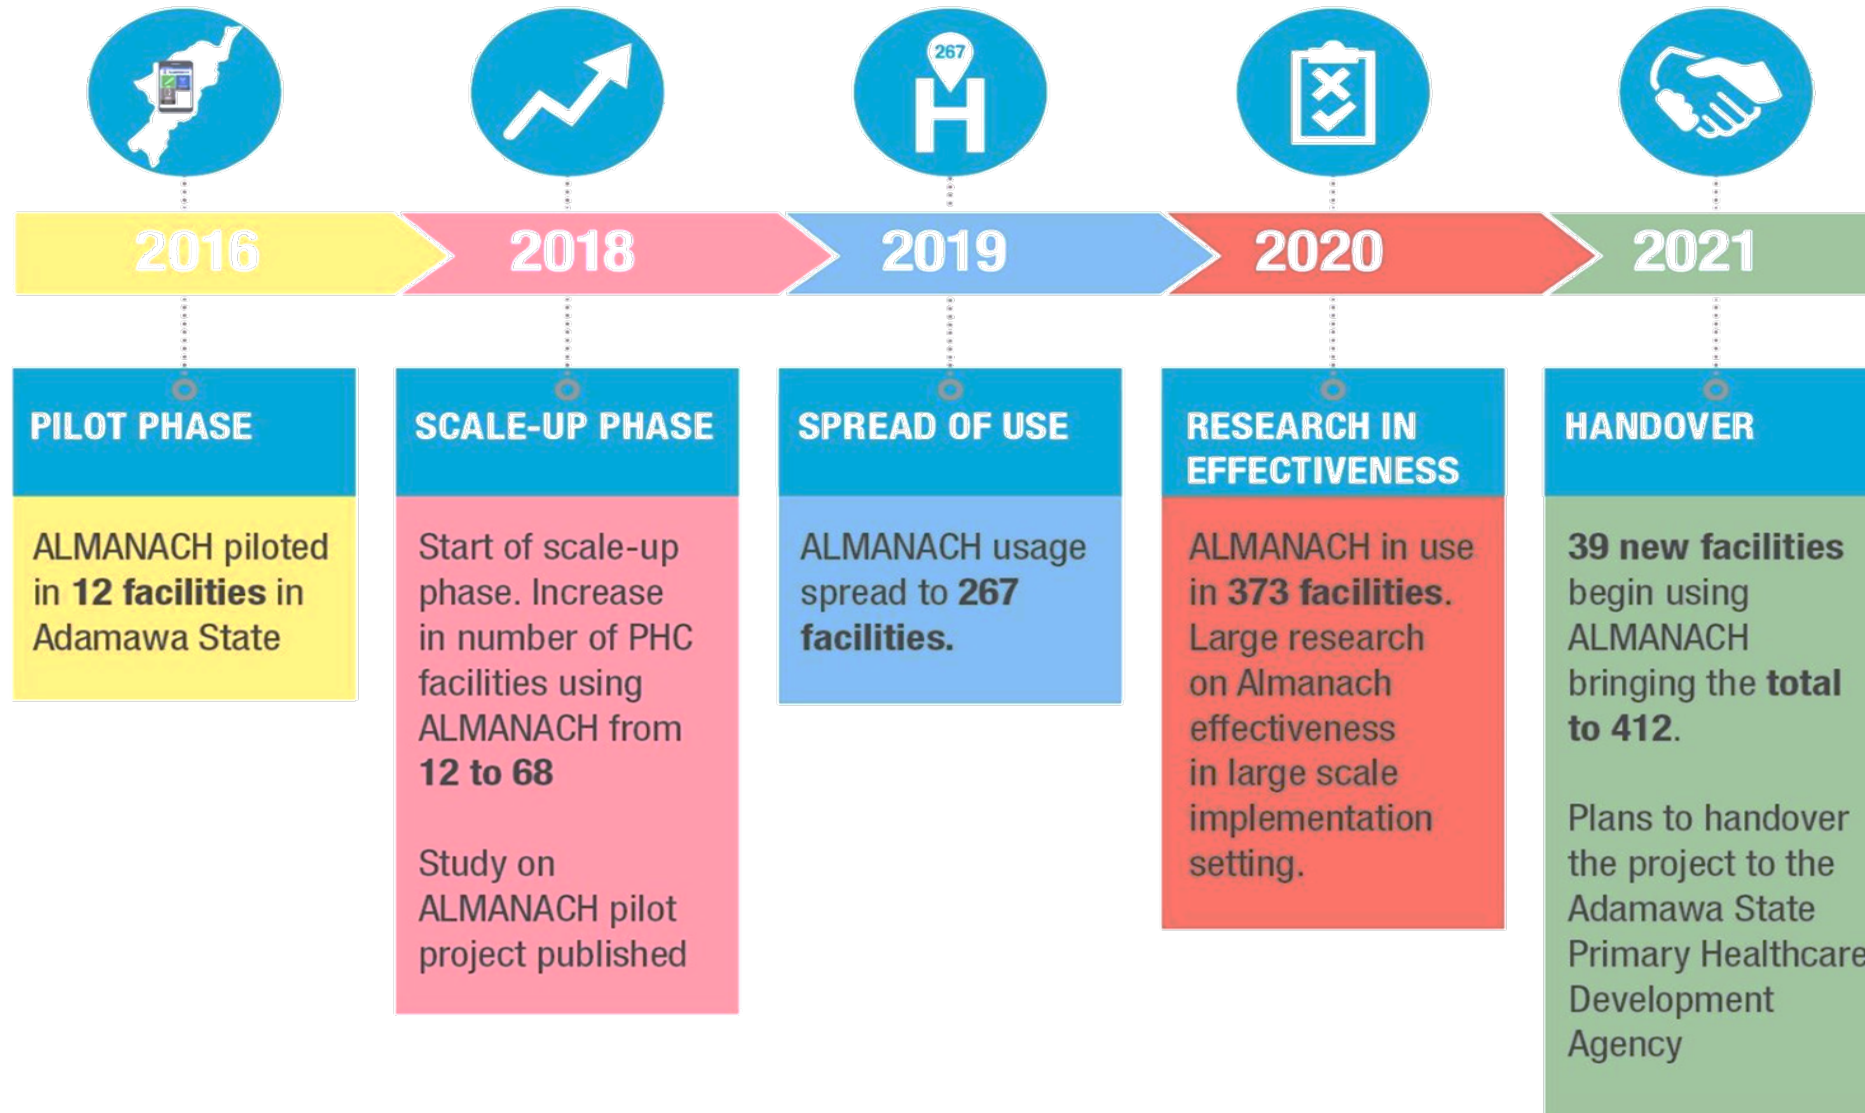 267
2016
2018
2019
2020
2021
PILOT PHASE
ALMANACH piloted
in 12 facilities in
Adamawa State
SCALE-UP PHASE
Start of scale-up
phase. Increase
in number of PHC
facilities using
ALMANACH from
12 to 68
Study on
ALMANACH pilot
project published
SPREAD OF USE
ALMANACH usage
spread to 267
facilities.
RESEARCH IN
EFFECTIVENESS
ALMANACH in use
in 373 facilities.
Large research
on Almanach
effectiveness
in large scale
implementation
setting.
HANDOVER
39 new facilities
begin using
ALMANACH
bringing the total
to 412.
Plans to handover
the project to the
Adamawa State
Primary Healthcare
Development
Agency